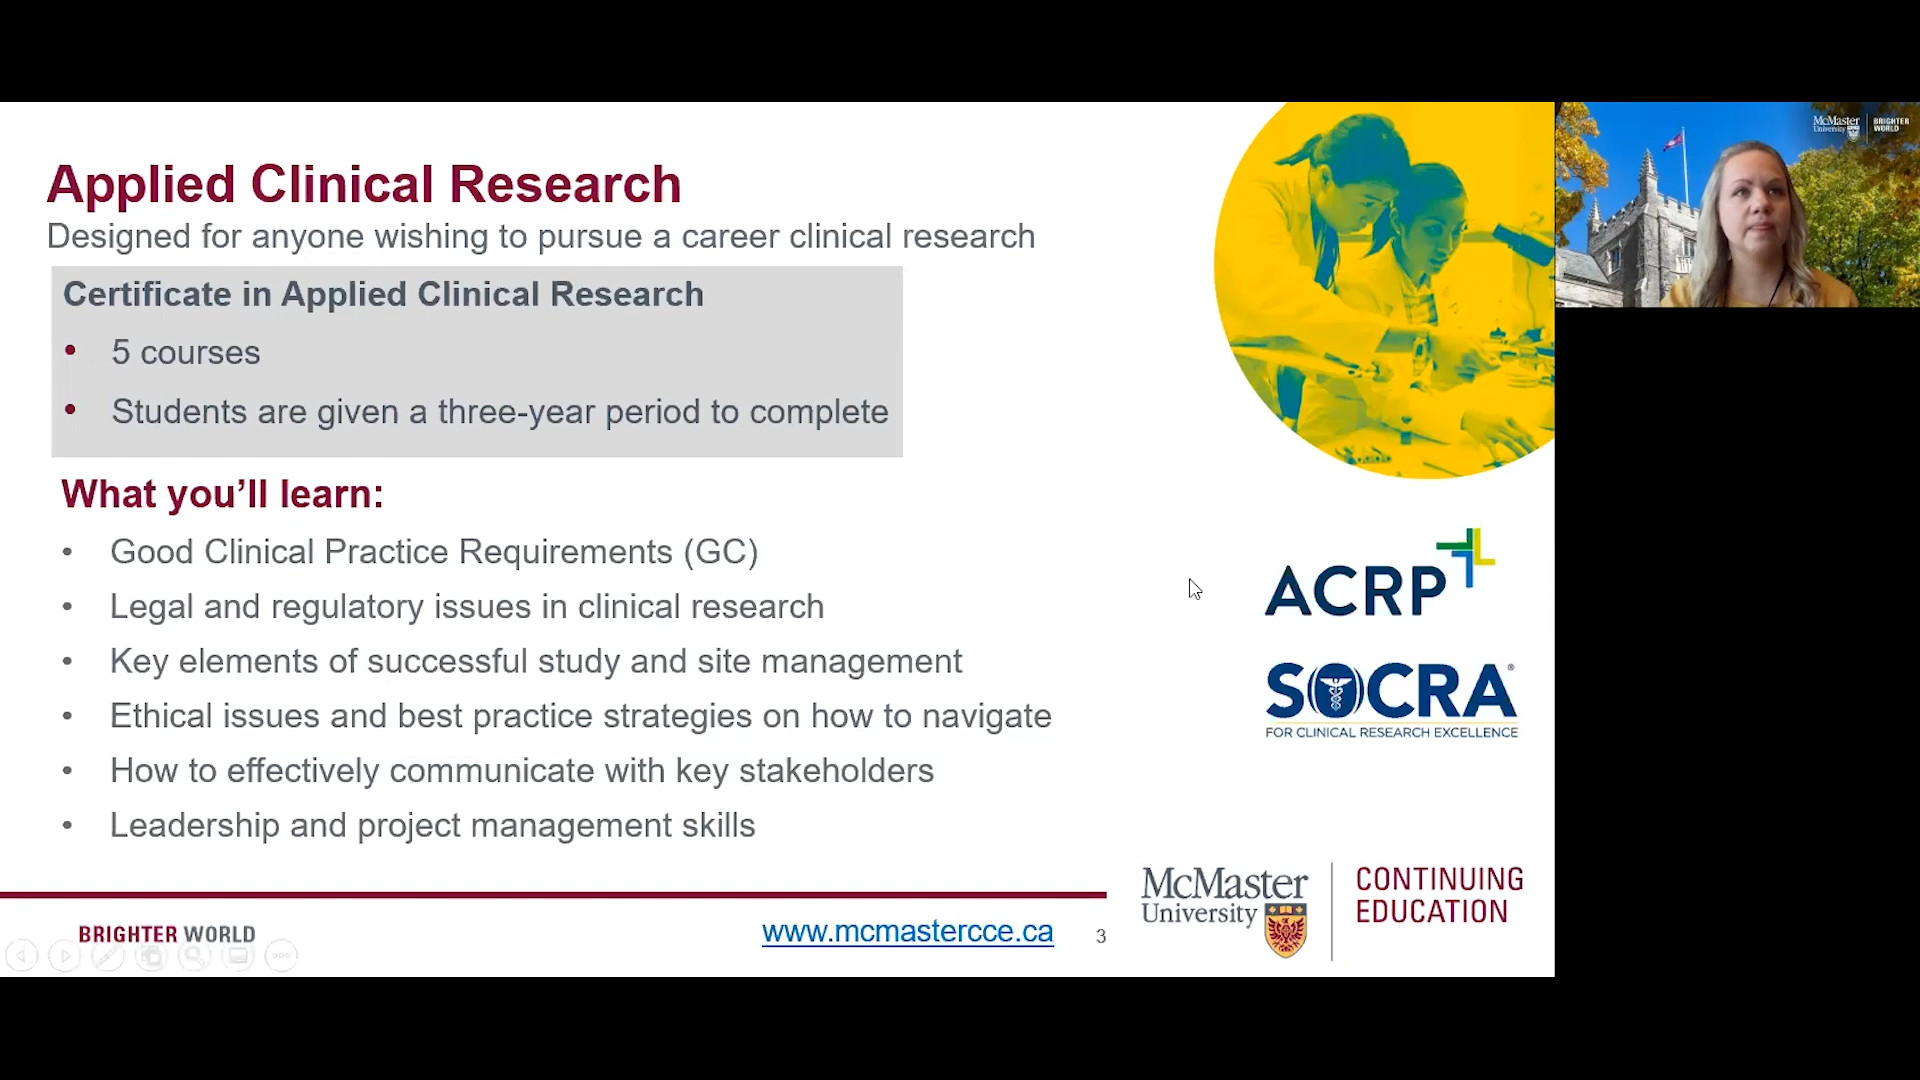 Applied Clinical Research
Designed for anyone wishing to pursue a career clinical research
Certificate in Applied Clinical Research
• 5 courses
• Students are given a three-year period to complete
What you’ll learn:
• Good Clinical Practice Requirements (GC)
• Legal and regulatory issues in clinical research
• Key elements of successful study and site management
• Ethical issues and best practice strategies on how to navigate
• How to effectively communicate with key stakeholders
• Leadership and project management skills
ACRP
SOCRA®
FOR CLINICAL RESEARCH EXCELLENCE
BRIGHTER WORLD
www.mcmastercce.ca
3
McMaster
University
CONTINUING
EDUCATION
McMaster
University
BRIGHTER
WORLD